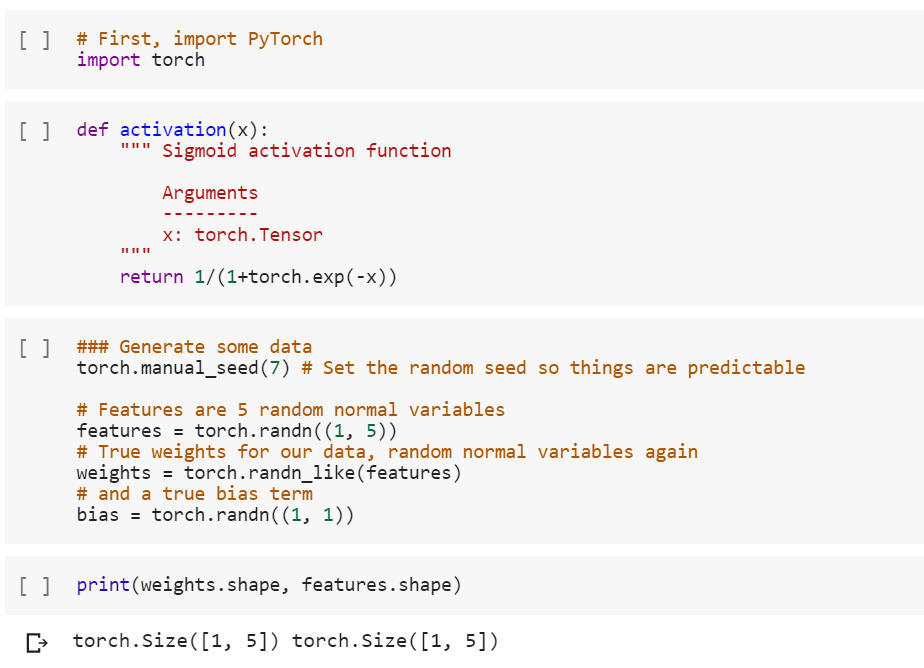 [ ] # First, import PyTorch
import torch
[ ] def activation(x):
    """ Sigmoid activation function

        Arguments
        ---------
        x: torch.Tensor
    """
    return 1/(1+torch.exp(-x))
[ ] ### Generate some data
torch.manual_seed(7) # Set the random seed so things are predictable

# Features are 5 random normal variables
features = torch.randn((1, 5))
# True weights for our data, random normal variables again
weights = torch.randn_like(features)
# and a true bias term
bias = torch.randn((1, 1))
[ ] print(weights.shape, features.shape)
torch.Size([1, 5]) torch.Size([1, 5])